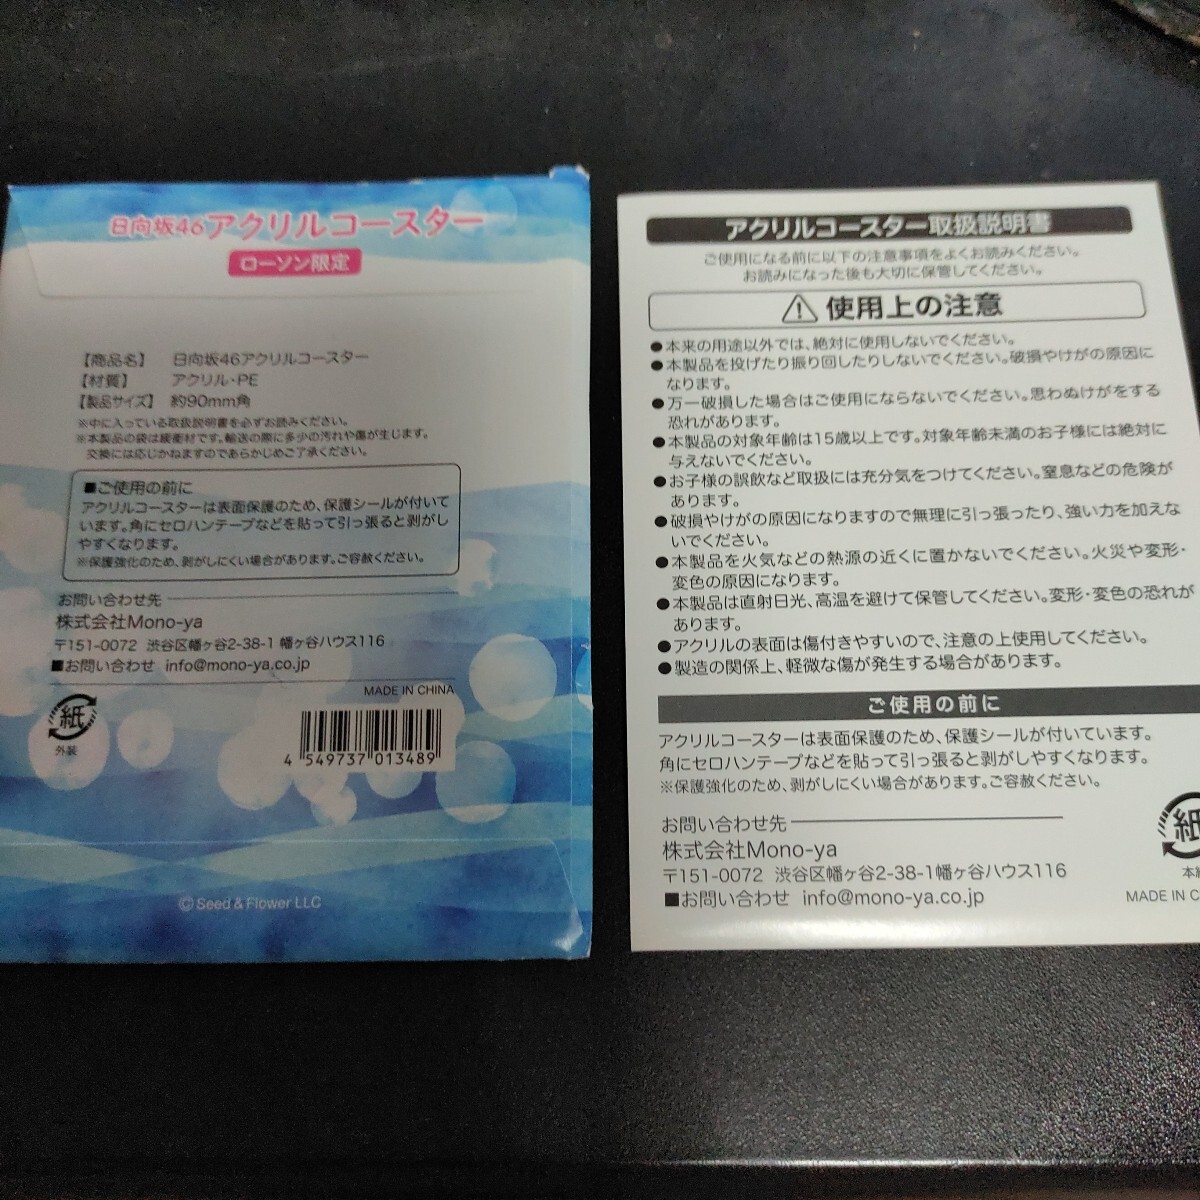 日向坂46アクリルコースター
ローソン限定
【商品名】 日向坂46アクリルコースター
【材質】 アクリル・PE
【製品サイズ】 約90mm角
※中に入っている取扱説明書を必ずお読みください。
※本製品の袋は緩衝材です。輸送の際に多少の汚れや傷が生じます。
交換には応じかねますのであらかじめご了承ください。
■ご使用の前に
アクリルコースターは表面保護のため、保護シールが付いて
います。角にセロハンテープなどを貼って引っ張ると剥がし
やすくなります。
※保護強化のため、剥がしにくい場合があります。ご容赦ください。
お問い合わせ先
株式会社Mono-ya
〒151-0072 渋谷区幡ヶ谷2-38-1 幡ヶ谷ハウス116
■お問い合わせ info@mono-ya.co.jp
MADE IN CHINA
紙
外装
4 549737 013489
© Seed & Flower LLC
アクリルコースター取扱説明書
ご使用になる前に以下の注意事項をよくお読みください。
お読みになった後も大切に保管してください。
⚠ 使用上の注意
●本来の用途以外では、絶対に使用しないでください。
●本製品を投げたり振り回したりしないでください。破損やけがの原因に
なります。
●万一破損した場合はご使用にならないでください。思わぬけがをする
恐れがあります。
●本製品の対象年齢は15歳以上です。対象年齢未満のお子様には絶対に
与えないでください。
●お子様の誤飲など取扱には充分気をつけてください。窒息などの危険が
あります。
●破損やけがの原因になりますので無理に引っ張ったり、強い力を加えな
いでください。
●本製品を火気などの熱源の近くに置かないでください。火災や変形・
変色の原因になります。
●本製品は直射日光、高温を避けて保管してください。変形・変色の恐れが
あります。
●アクリルの表面は傷付きやすいので、注意の上使用してください。
●製造の関係上、軽微な傷が発生する場合があります。
ご使用の前に
アクリルコースターは表面保護のため、保護シールが付いています。
角にセロハンテープなどを貼って引っ張ると剥がしやすくなります。
※保護強化のため、剥がしにくい場合があります。ご容赦ください。
お問い合わせ先
株式会社Mono-ya
〒151-0072 渋谷区幡ヶ谷2-38-1幡ヶ谷ハウス116
■お問い合わせ info@mono-ya.co.jp
紙
MADE IN C